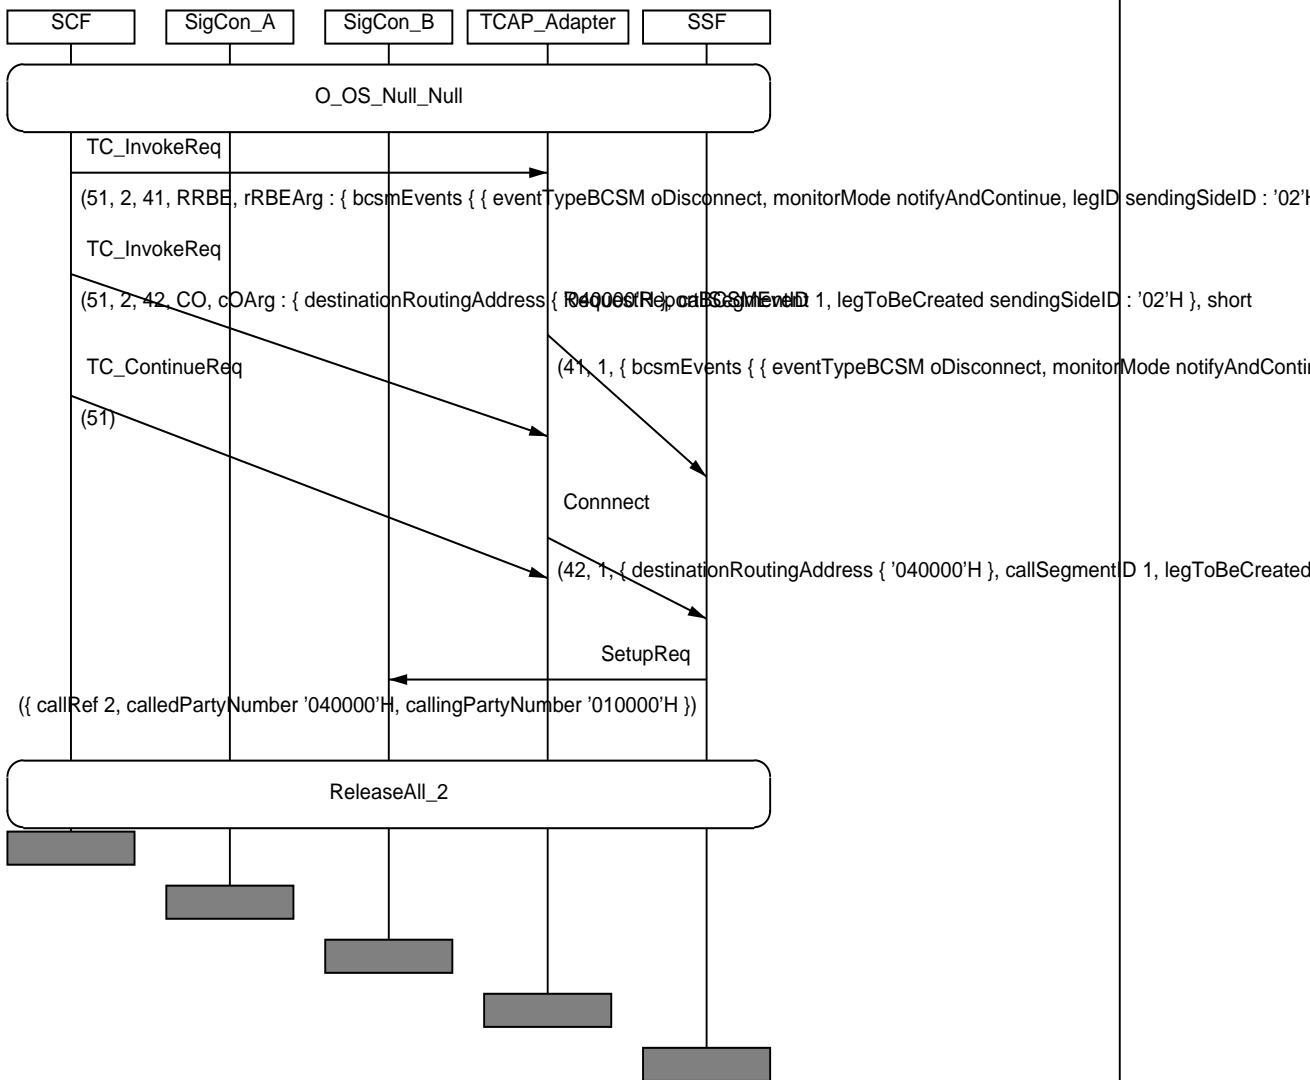 SCF SigCon_A SigCon_B TCAP_Adapter SSF
O_OS_Null_Null
TC_InvokeReq
(51, 2, 41, RRBE, rRBEArg : { bcsmEvents { { eventTypeBCSM oDisconnect, monitorMode notifyAndContinue, legID sendingSideID : '02'H
TC_InvokeReq
(51, 2, 42, CO, cOArg : { destinationRoutingAddress { '040000'H }, callSegmentID 1, legToBeCreated sendingSideID : '02'H }, short
RequestReportBCSMEvent
TC_ContinueReq
(41, 1, { bcsmEvents { { eventTypeBCSM oDisconnect, monitorMode notifyAndContin
(51)
Connnect
(42, 1, { destinationRoutingAddress { '040000'H }, callSegmentID 1, legToBeCreated
SetupReq
({ callRef 2, calledPartyNumber '040000'H, callingPartyNumber '010000'H })
ReleaseAll_2